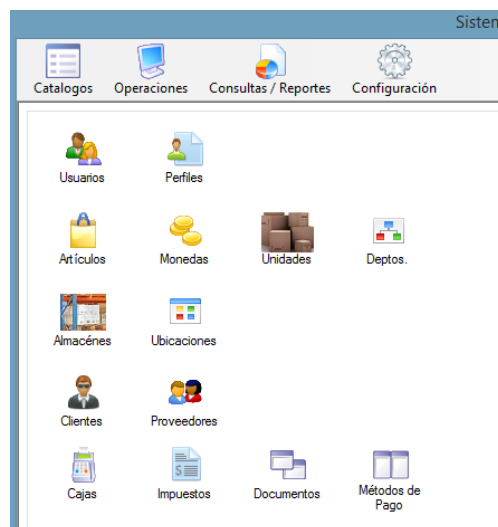 Sistem
Catalogos Operaciones Consultas / Reportes Configuración
Usuarios Perfiles
Artículos Monedas Unidades Deptos.
Almacénes Ubicaciones
Clientes Proveedores
Cajas Impuestos Documentos Métodos de
Pago